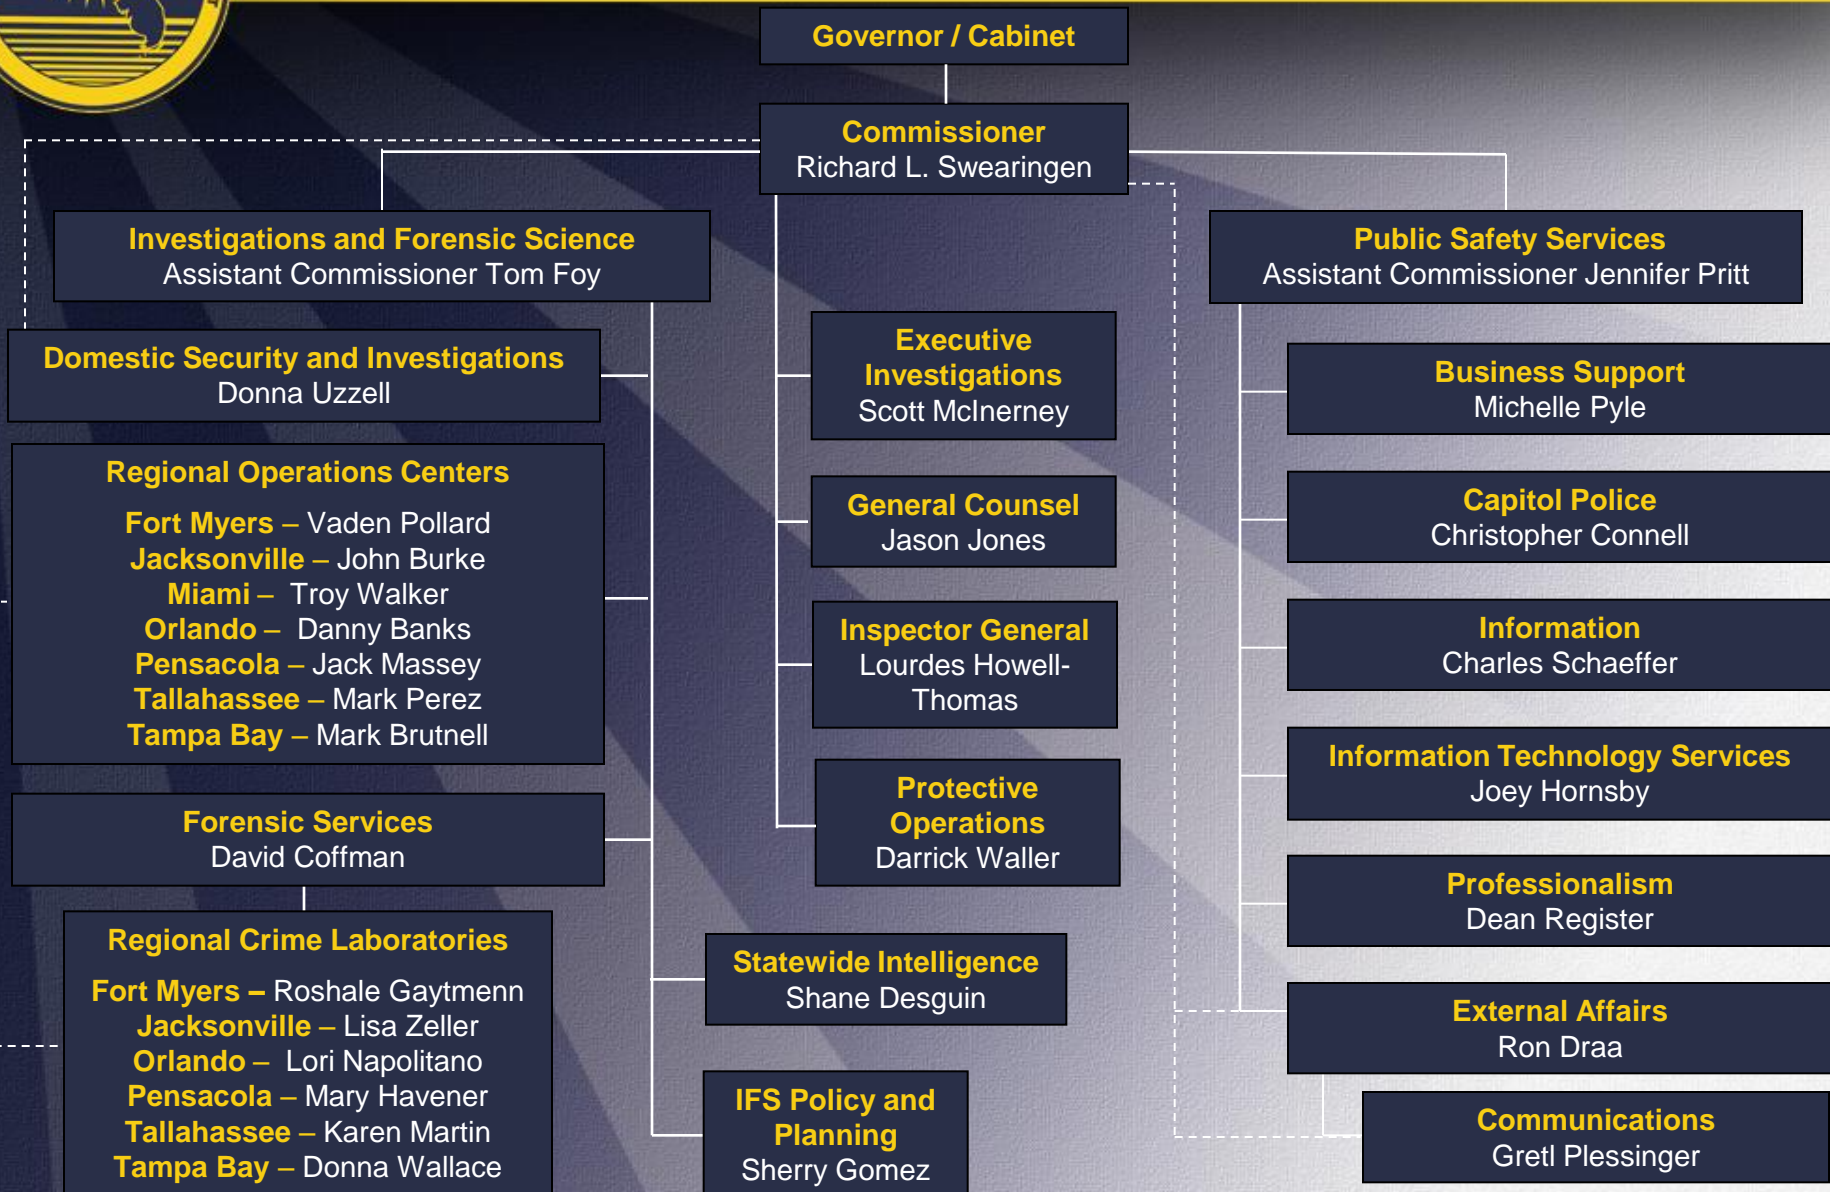 Governor / Cabinet
Commissioner
Richard L. Swearingen
Investigations and Forensic Science
Assistant Commissioner Tom Foy
Public Safety Services
Assistant Commissioner Jennifer Pritt
Domestic Security and Investigations
Donna Uzzell
Regional Operations Centers
Fort Myers – Vaden Pollard
Jacksonville – John Burke
Miami – Troy Walker
Orlando – Danny Banks
Pensacola – Jack Massey
Tallahassee – Mark Perez
Tampa Bay – Mark Brutnell
Forensic Services
David Coffman
Regional Crime Laboratories
Fort Myers – Roshale Gaytmenn
Jacksonville – Lisa Zeller
Orlando – Lori Napolitano
Pensacola – Mary Havener
Tallahassee – Karen Martin
Tampa Bay – Donna Wallace
Executive
Investigations
Scott McInerney
General Counsel
Jason Jones
Inspector General
Lourdes Howell-
Thomas
Protective
Operations
Darrick Waller
Statewide Intelligence
Shane Desguin
IFS Policy and
Planning
Sherry Gomez
Business Support
Michelle Pyle
Capitol Police
Christopher Connell
Information
Charles Schaeffer
Information Technology Services
Joey Hornsby
Professionalism
Dean Register
External Affairs
Ron Draa
Communications
Gretl Plessinger